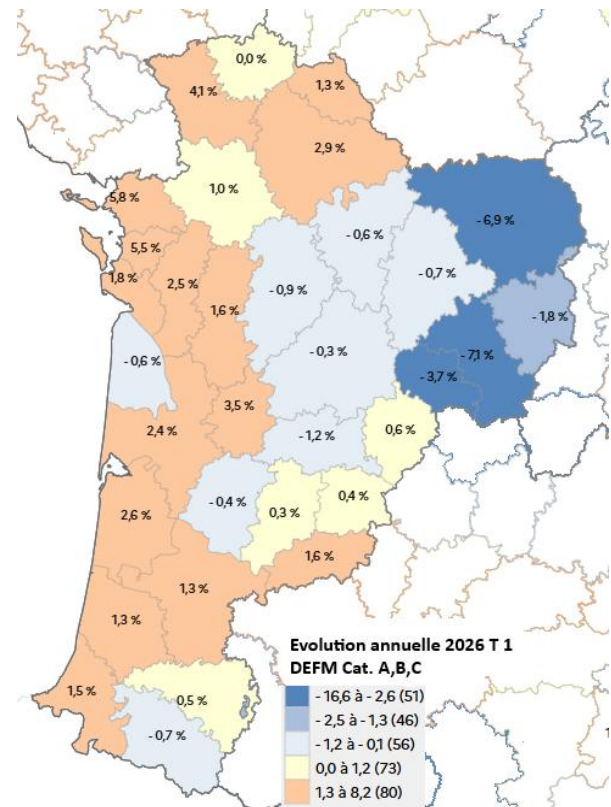 0,0 %
4,1 %
1,3 %
2,9 %
1,0 %
5,8 %
- 6,9 %
- 0,6 %
5,5 %
- 0,7 %
1,8 %
2,5 %
- 0,9 %
1,6 %
- 1,8 %
- 0,3 %
- 7,1 %
- 0,6 %
- 3,7 %
3,5 %
2,4 %
- 1,2 %
0,6 %
- 0,4 %
0,4 %
0,3 %
2,6 %
1,6 %
1,3 %
1,3 %
1,5 %
0,5 %
- 0,7 %
Evolution annuelle 2026 T 1
DEFM Cat. A,B,C
- 16,6 à - 2,6 (51)
- 2,5 à - 1,3 (46)
- 1,2 à - 0,1 (56)
0,0 à 1,2 (73)
1,3 à 8,2 (80)